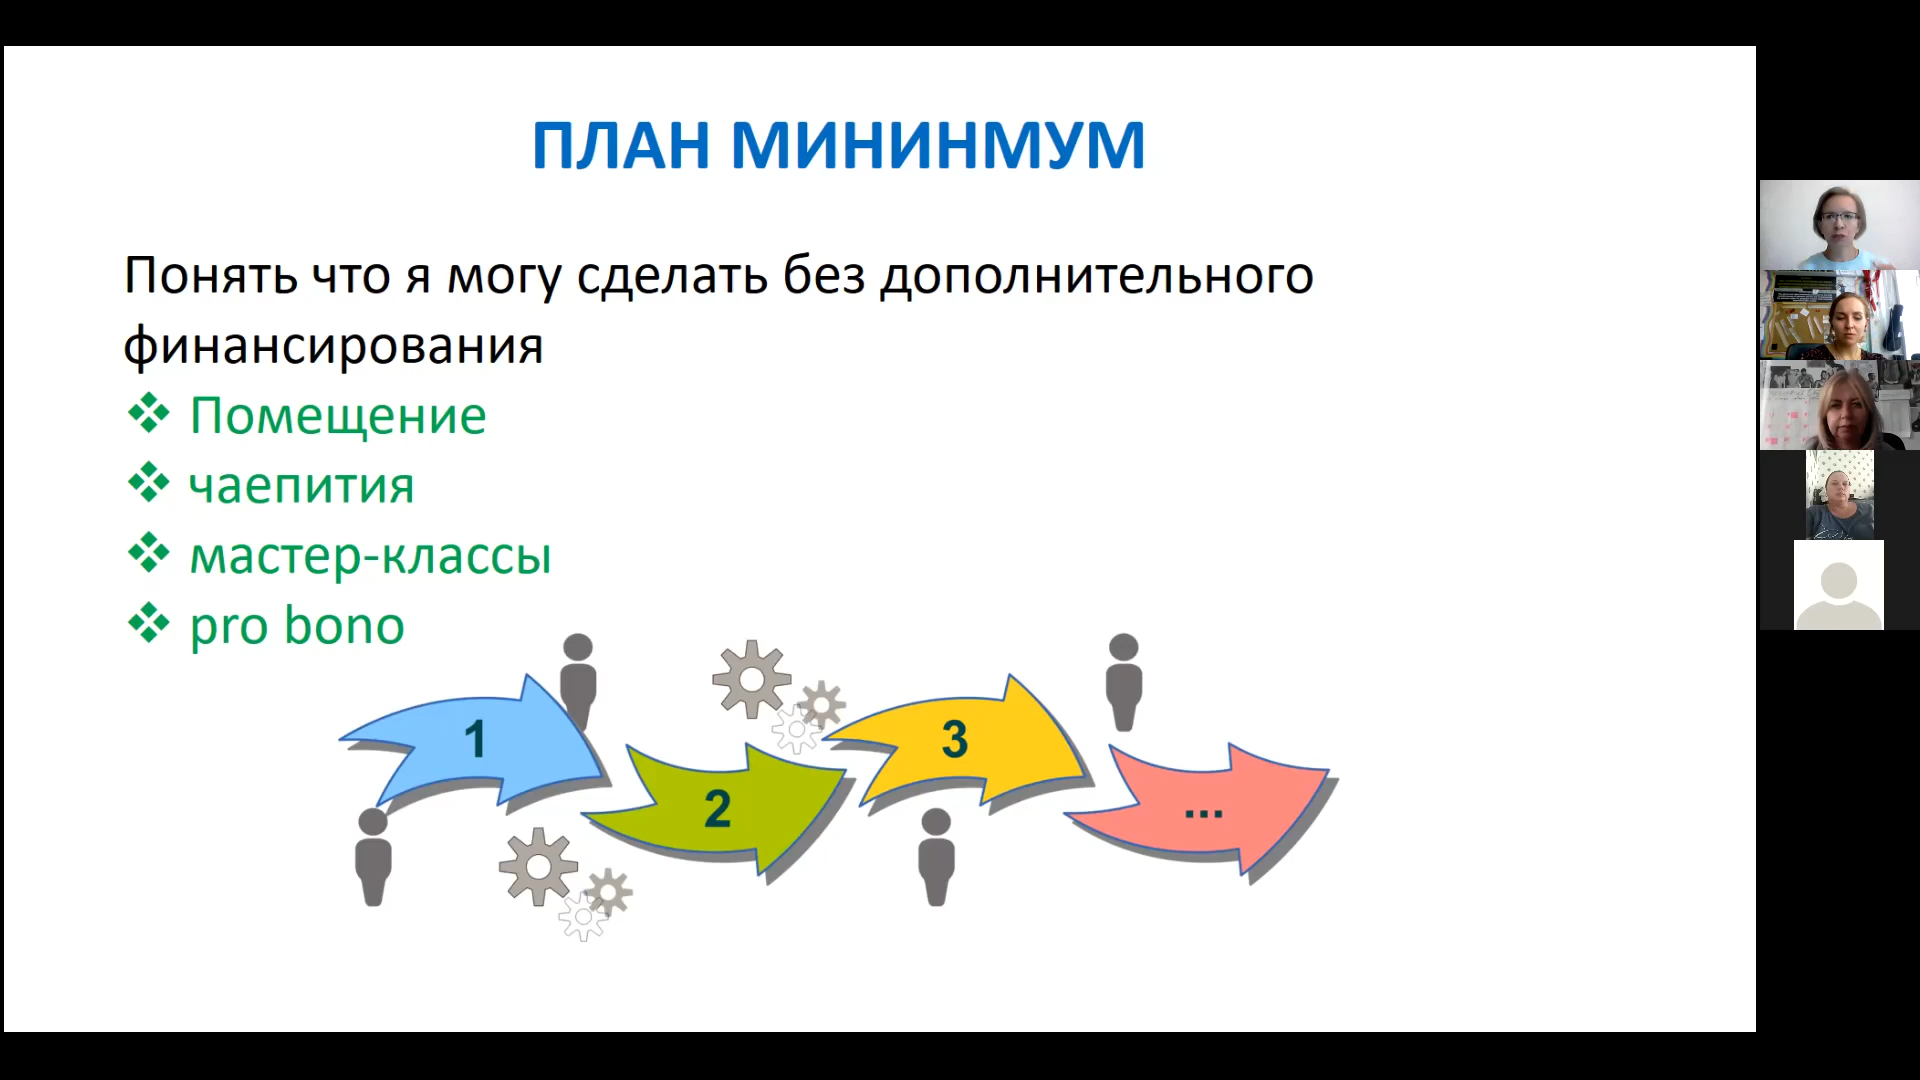 ПЛАН МИНИНМУМ
Понять что я могу сделать без дополнительного
финансирования
❖ Помещение
❖ чаепития
❖ мастер-классы
❖ pro bono
1
3
2
...